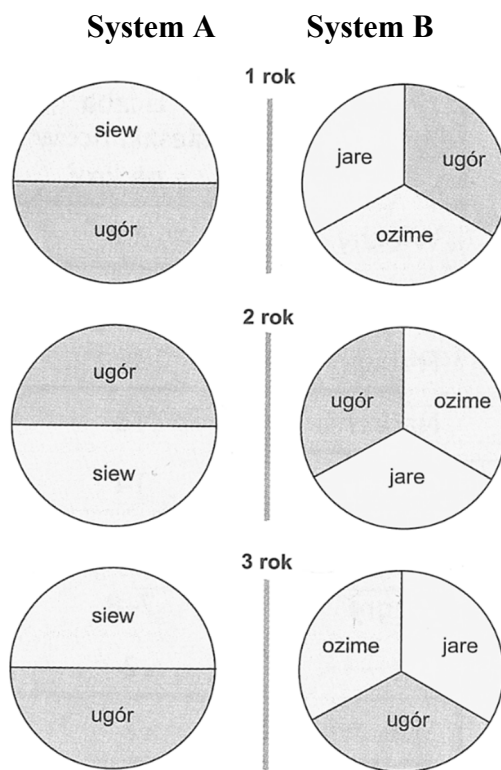 System A System B
1 rok
siew
ugór
jare
ugór
ozime
2 rok
ugór
siew
ugór
ozime
jare
3 rok
siew
ugór
ozime
jare
ugór